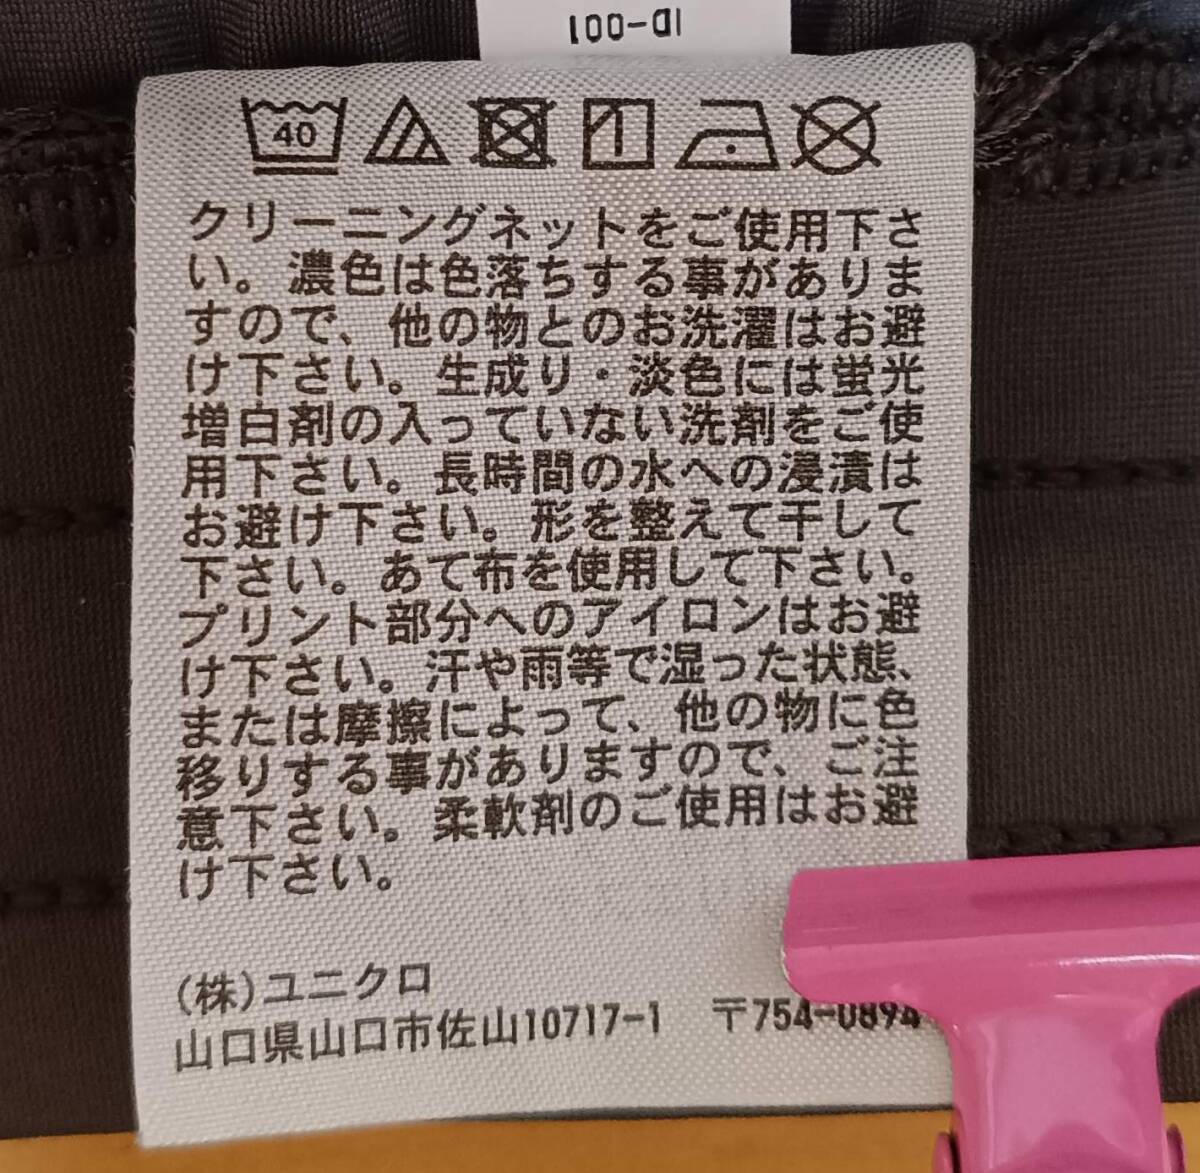 ID-001
40
クリーニングネットをご使用下さ
い。濃色は色落ちする事がありま
すので、他の物とのお洗濯はお避
け下さい。生成り・淡色には蛍光
増白剤の入っていない洗剤をご使
用下さい。長時間の水への浸漬は
お避け下さい。形を整えて干して
下さい。あて布を使用して下さい。
プリント部分へのアイロンはお避
け下さい。汗や雨等で湿った状態、
または摩擦によって、他の物に色
移りする事がありますので、ご注
意下さい。柔軟剤のご使用はお避
け下さい。
(株)ユニクロ
山口県山口市佐山10717-1 〒754-0894